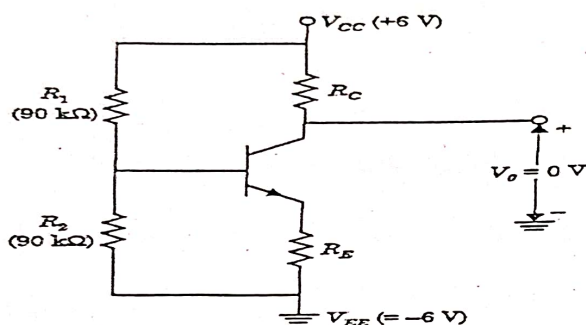 V_CC (+6 V)
R_1
(90 kΩ)
R_C
+
V_o = 0 V
−
R_2
(90 kΩ)
R_E
V_EE (= −6 V)